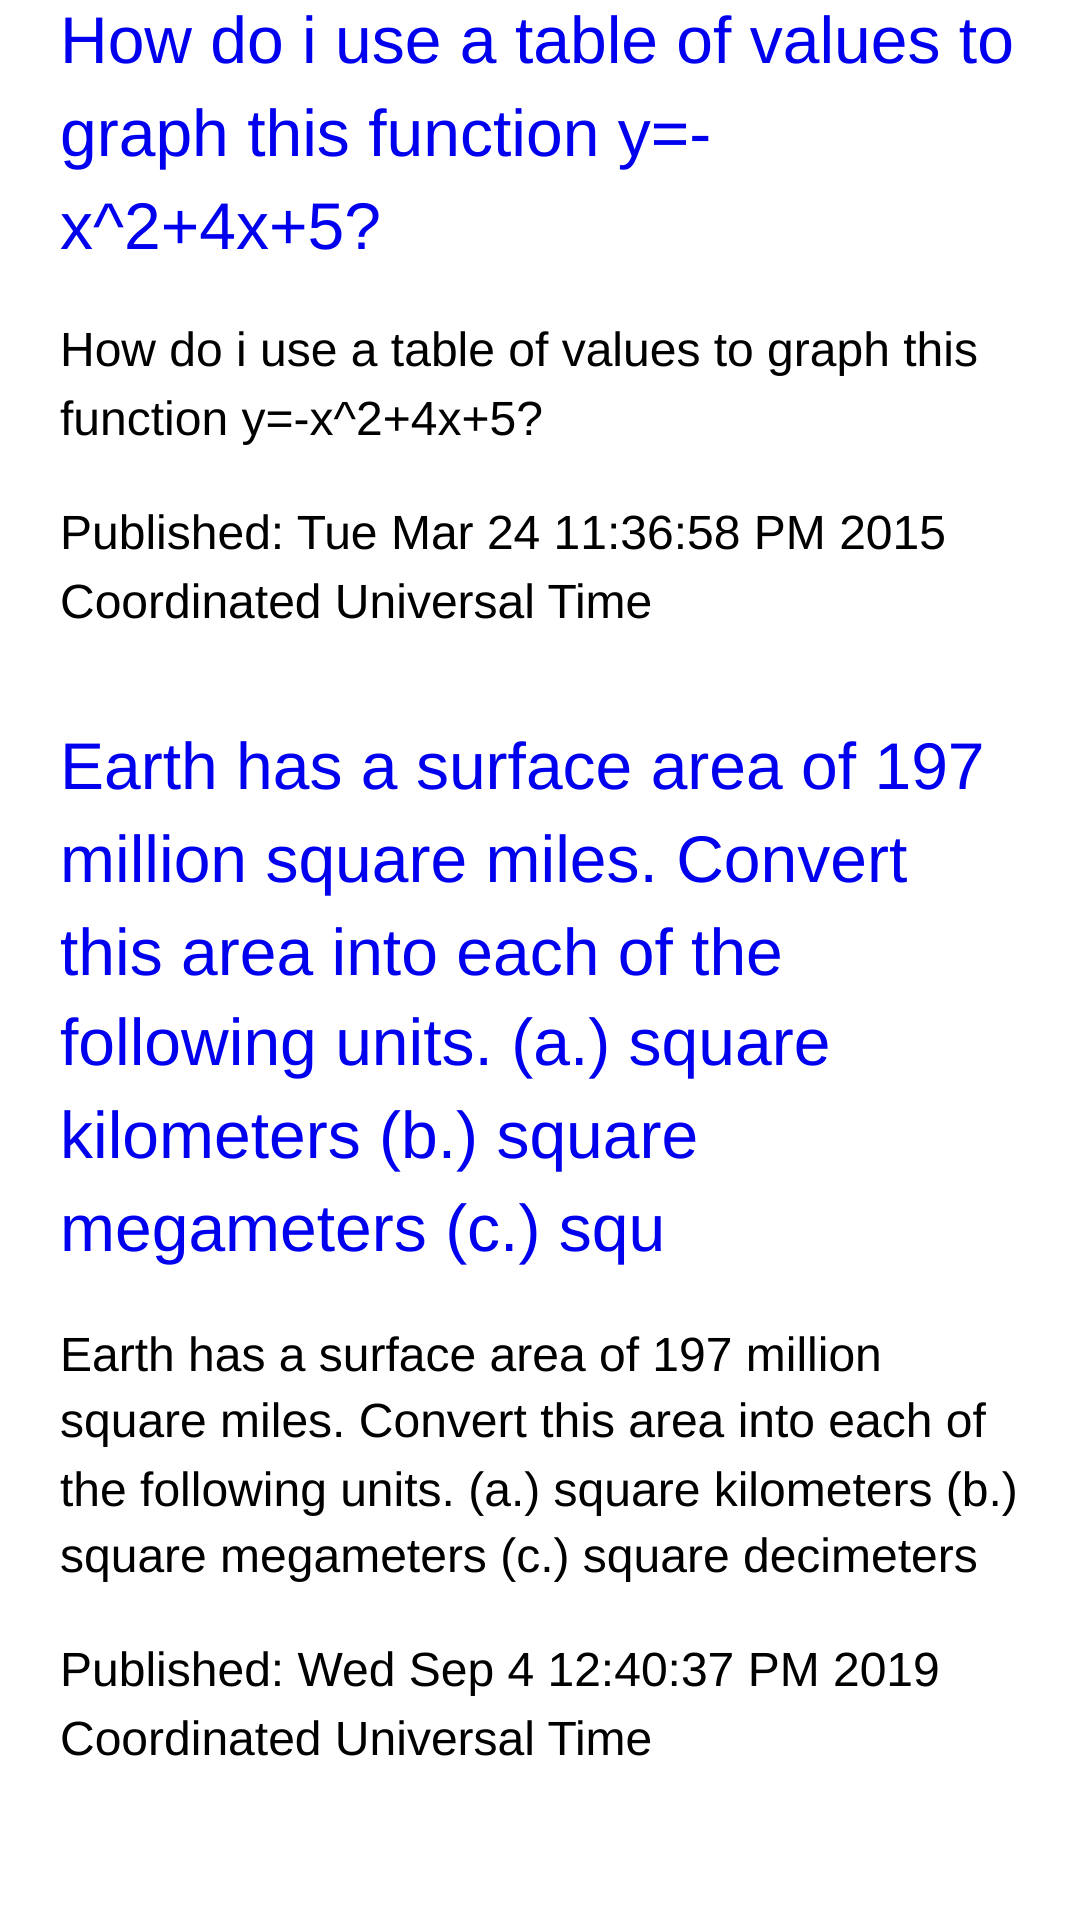 How do i use a table of values to
graph this function y=-
x^2+4x+5?
How do i use a table of values to graph this
function y=-x^2+4x+5?
Published: Tue Mar 24 11:36:58 PM 2015
Coordinated Universal Time
Earth has a surface area of 197
million square miles. Convert
this area into each of the
following units. (a.) square
kilometers (b.) square
megameters (c.) squ
Earth has a surface area of 197 million
square miles. Convert this area into each of
the following units. (a.) square kilometers (b.)
square megameters (c.) square decimeters
Published: Wed Sep 4 12:40:37 PM 2019
Coordinated Universal Time